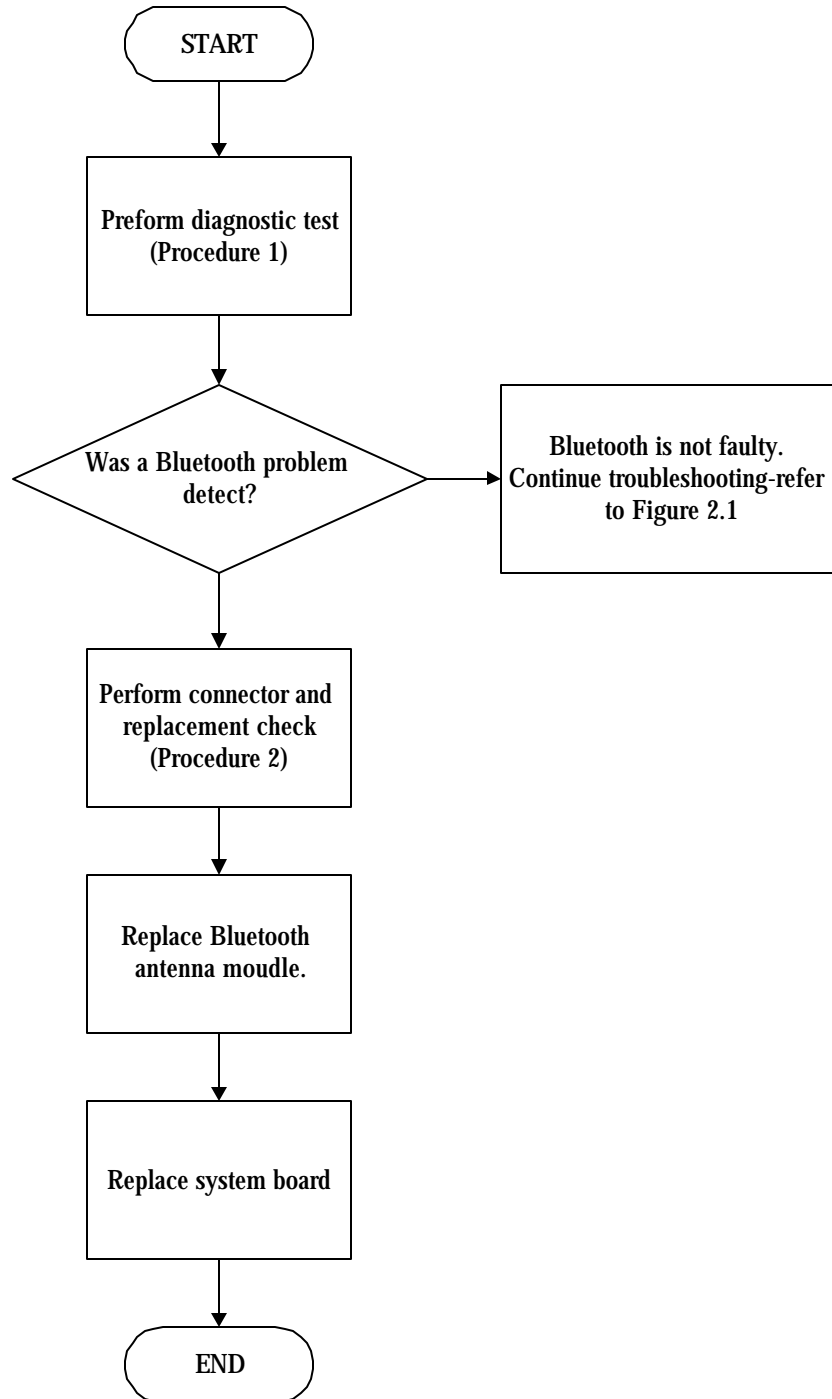 START
Preform diagnostic test
(Procedure 1)
Was a Bluetooth problem
detect?
Bluetooth is not faulty.
Continue troubleshooting-refer
to Figure 2.1
Perform connector and
replacement check
(Procedure 2)
Replace Bluetooth
antenna moudle.
Replace system board
END